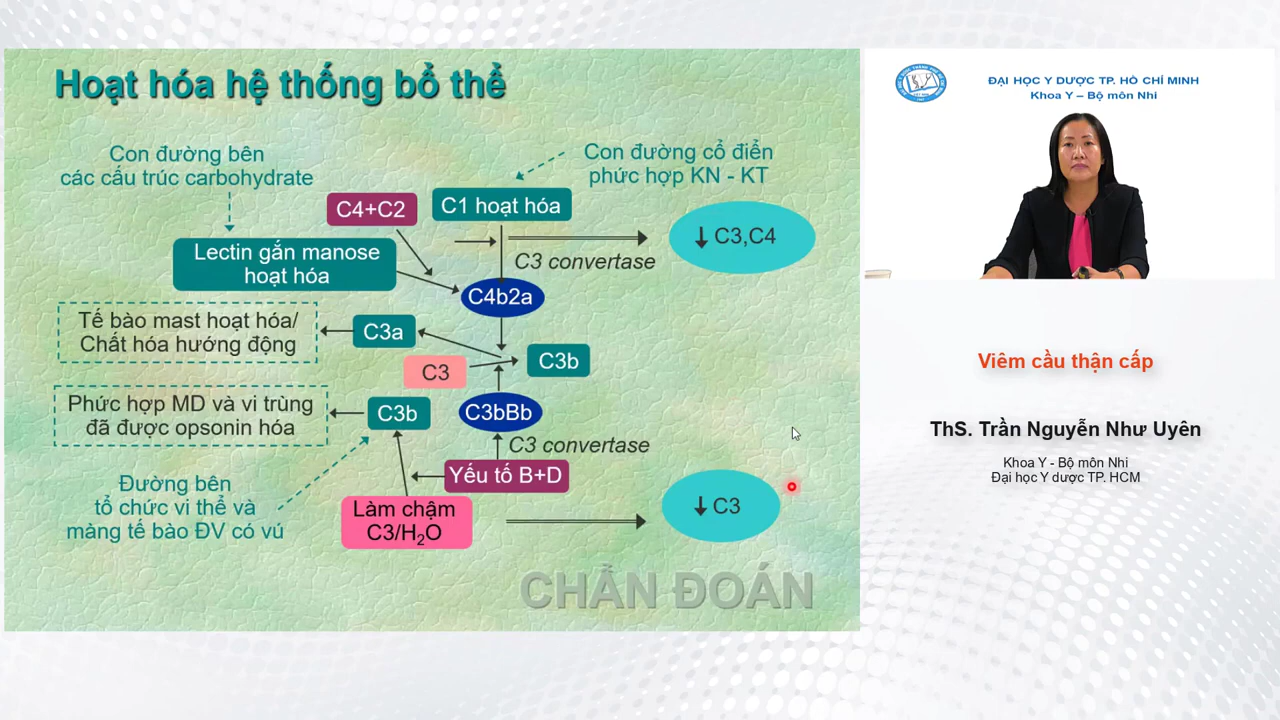 Hoạt hóa hệ thống bổ thể
Con đường bên
các cấu trúc carbohydrate
Con đường cổ điển
phức hợp KN - KT
C4+C2
C1 hoạt hóa
Lectin gắn manose
hoạt hóa
C3,C4
C3 convertase
C4b2a
Tế bào mast hoạt hóa/
Chất hóa hướng động
C3a
C3b
C3
Phức hợp MD và vi trùng
đã được opsonin hóa
C3b
C3bBb
C3 convertase
Yếu tố B+D
Đường bên
tổ chức vi thể và
màng tế bào ĐV có vú
Làm chậm
C3/H₂O
C3
CHẨN ĐOÁN
ĐẠI HỌC Y DƯỢC TP. HỒ CHÍ MINH
Khoa Y – Bộ môn Nhi
Viêm cầu thận cấp
ThS. Trần Nguyễn Như Uyên
Khoa Y - Bộ môn Nhi
Đại học Y dược TP. HCM